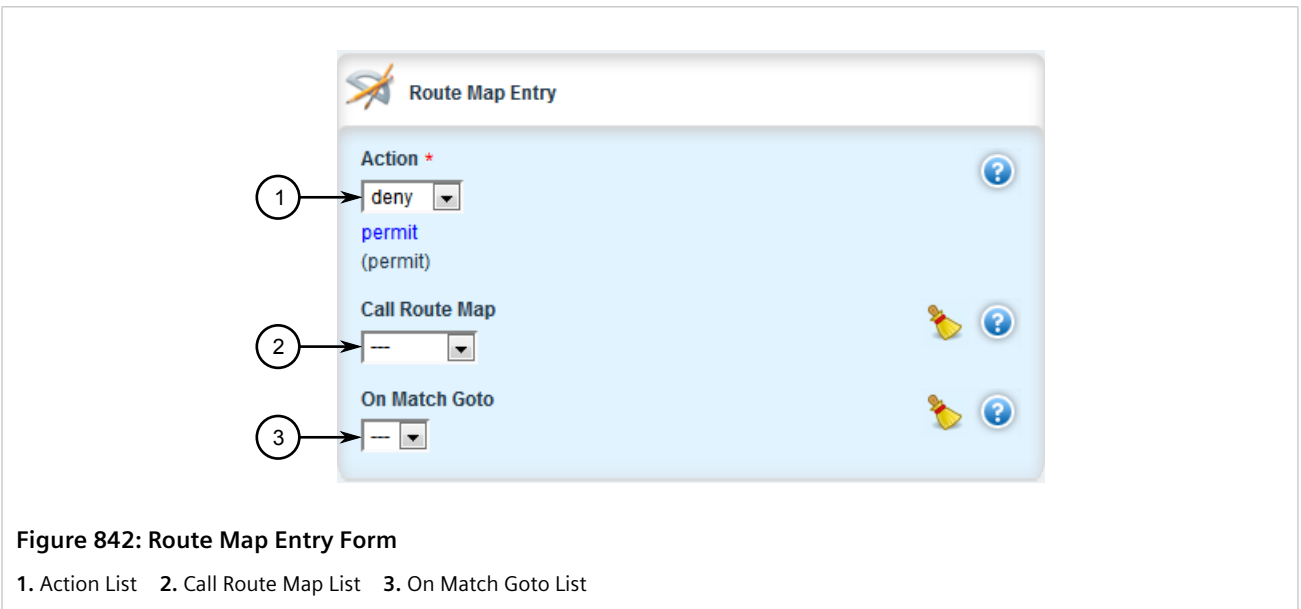 Route Map Entry
Action *
1
deny
permit
(permit)
Call Route Map
2
---
On Match Goto
3
---
Figure 842: Route Map Entry Form
1. Action List 2. Call Route Map List 3. On Match Goto List